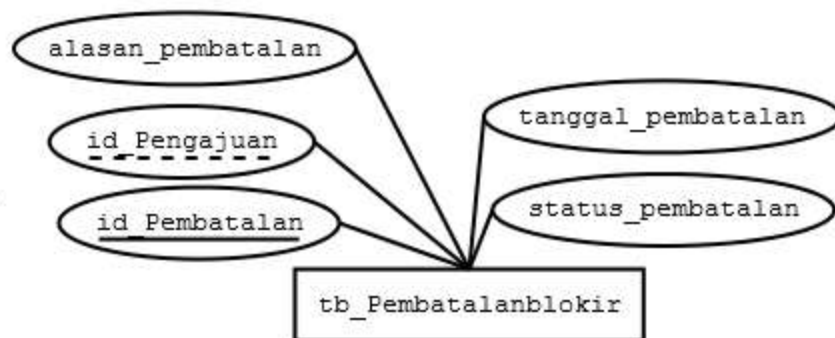 alasan_pembatalan
id_Pengajuan
id_Pembatalan
tanggal_pembatalan
status_pembatalan
tb_Pembatalanblokir